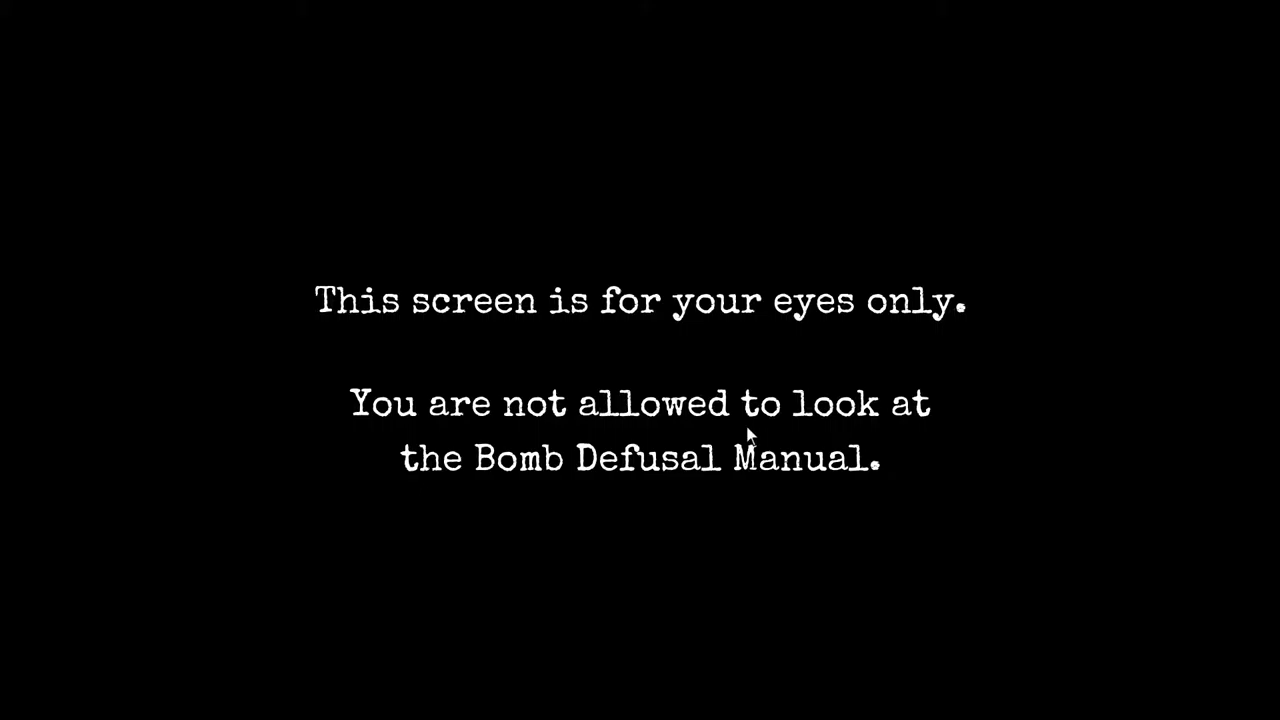 This screen is for your eyes only.
You are not allowed to look at
the Bomb Defusal Manual.